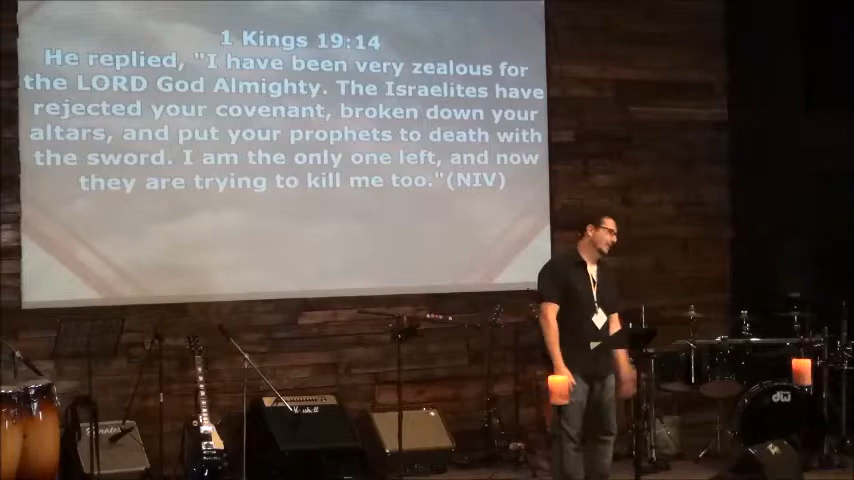 1 Kings 19:14
He replied, "I have been very zealous for
the LORD God Almighty. The Israelites have
rejected your covenant, broken down your
altars, and put your prophets to death with
the sword. I am the only one left, and now
they are trying to kill me too."(NIV)
Marshall
dw